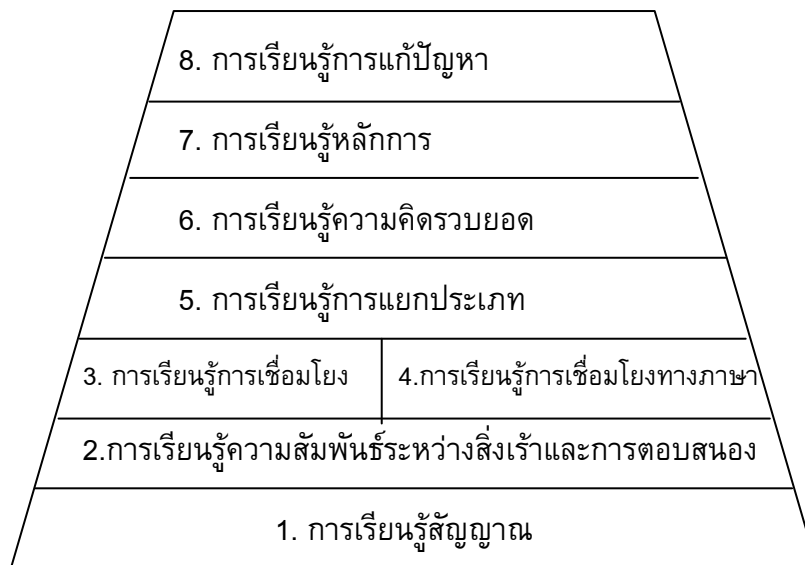 8. การเรียนรู้การแก้ปัญหา
7. การเรียนรู้หลักการ
6. การเรียนรู้ความคิดรวบยอด
5. การเรียนรู้การแยกประเภท
3. การเรียนรู้การเชื่อมโยง
4.การเรียนรู้การเชื่อมโยงทางภาษา
2.การเรียนรู้ความสัมพันธ์ระหว่างสิ่งเร้าและการตอบสนอง
1. การเรียนรู้สัญญาณ